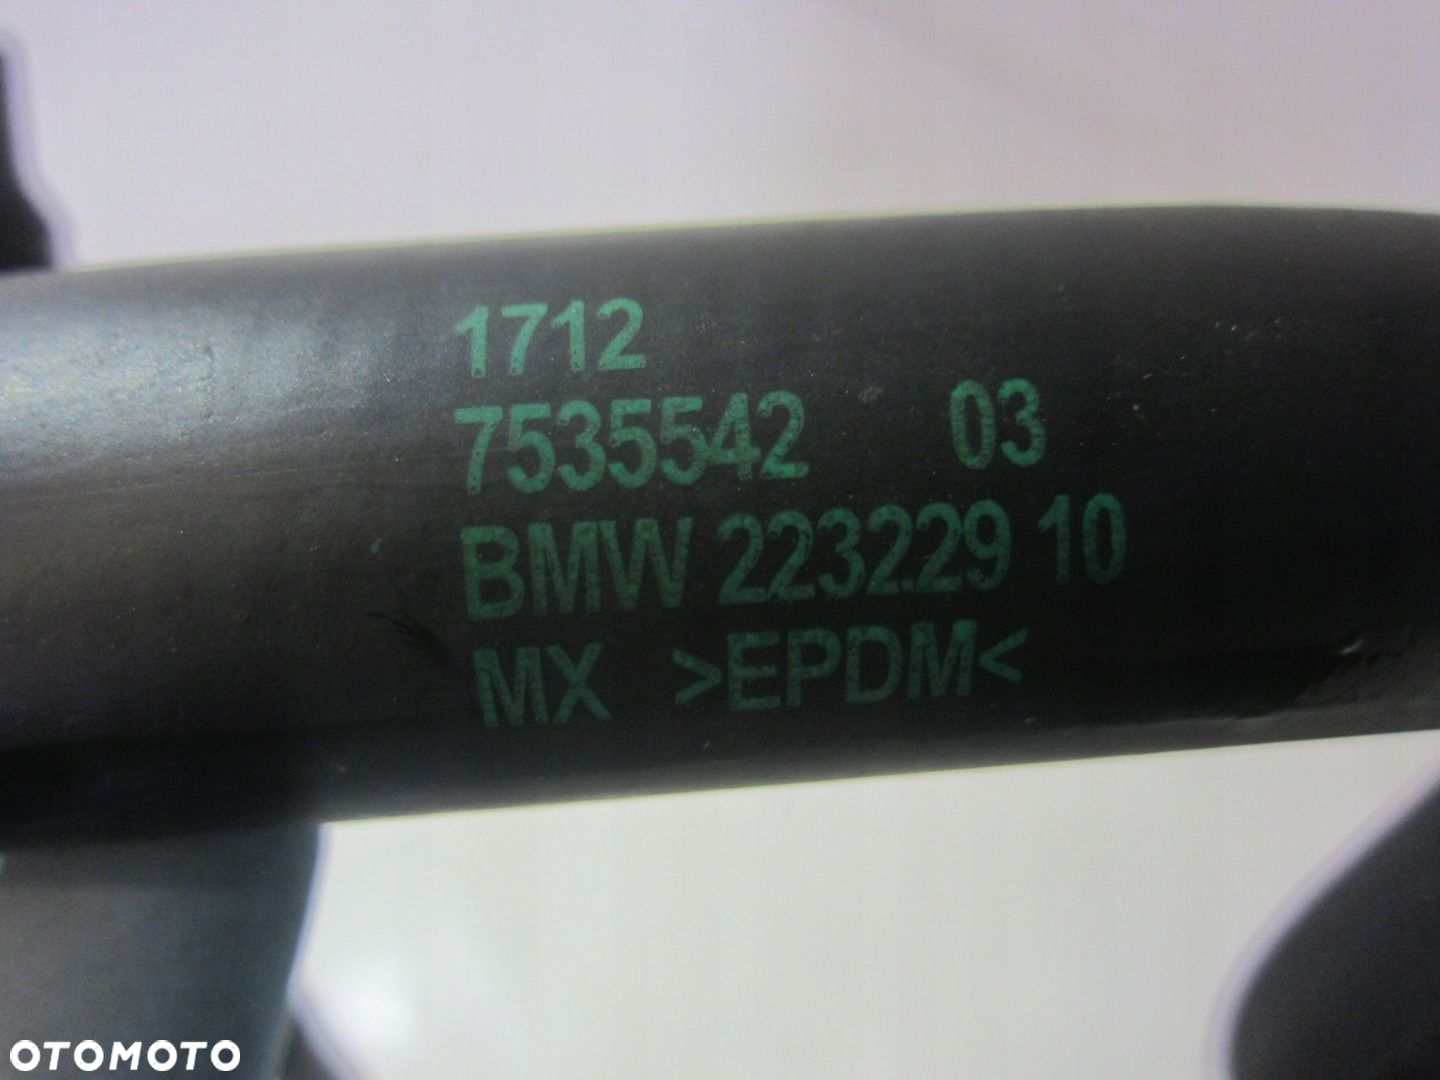 1712
7535542 03
BMW 223229 10
MX >EPDM<
OTOMOTO